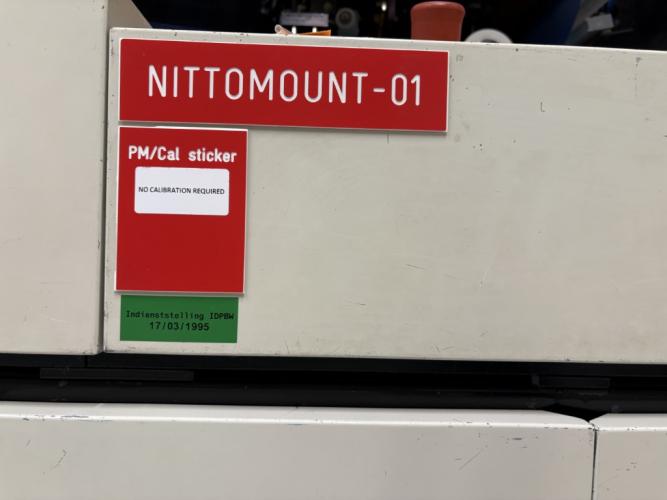 NITTOMOUNT-01
PM/Cal sticker
NO CALIBRATION REQUIRED
Indienststelling IDPBW
17/03/1995